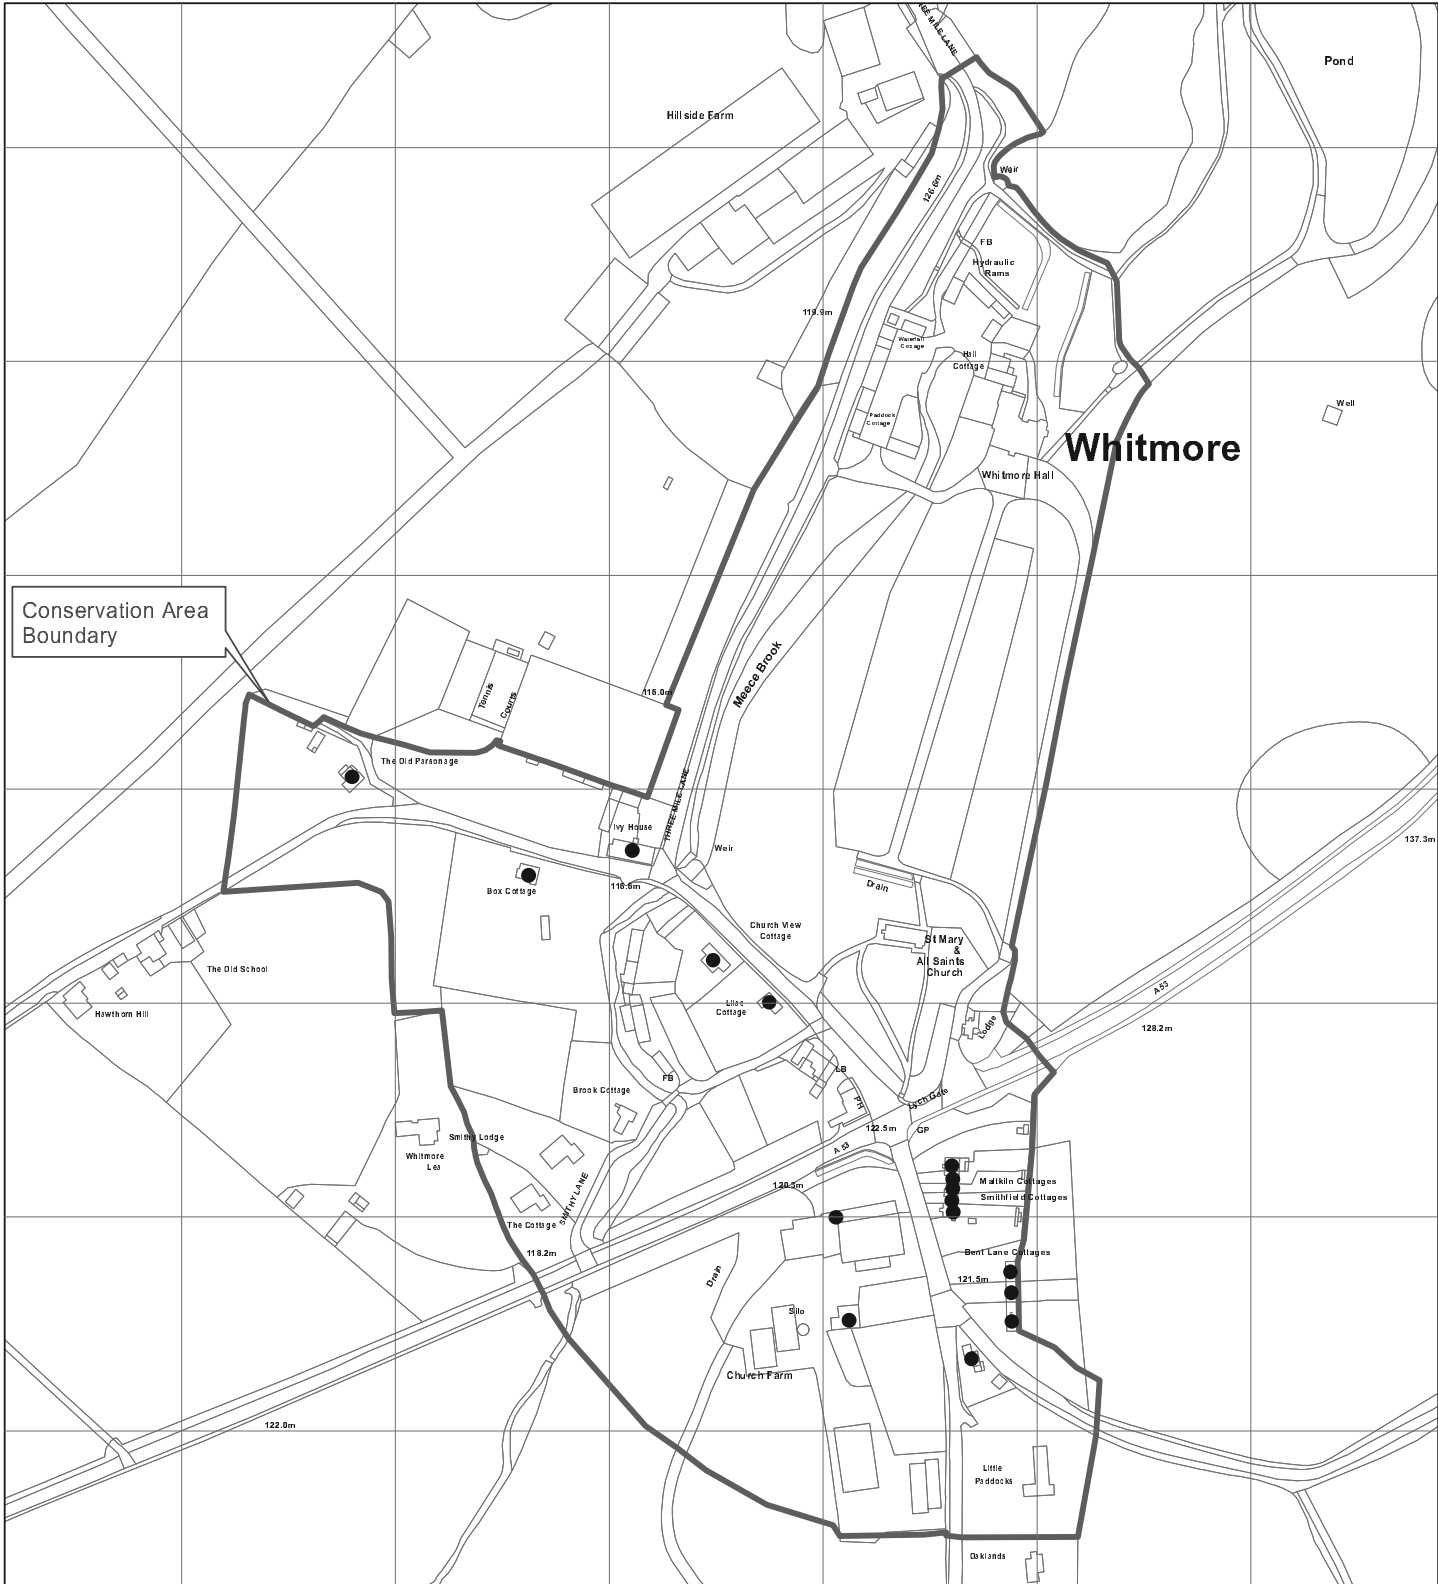 THREE MILE LANE
Pond
Hillside Farm
Weir
126.6m
FB
Hydraulic
Rams
119.9m
Waterfall
Cottage
Hall
Cottage
Well
Paddock
Cottage
Whitmore
Whitmore Hall
Conservation Area
Boundary
Meece Brook
Tennis
Courts
116.0m
The Old Parsonage
THREE MILE LANE
Ivy House
137.3m
Weir
Box Cottage
116.6m
Drain
Church View
Cottage
St Mary
&
All Saints
Church
The Old School
A 53
Lilac
Cottage
Hawthorn Hill
Lodge
128.2m
LB
FB
Brook Cottage
PH
Lych Gate
122.5m
GP
Smithy Lodge
A 53
Whitmore
Lea
120.3m
Maltkiln Cottages
Smithfield Cottages
SMITHY LANE
The Cottage
118.2m
Bent Lane Cottages
Drain
121.5m
Silo
Church Farm
122.0m
Little
Paddocks
Oaklands